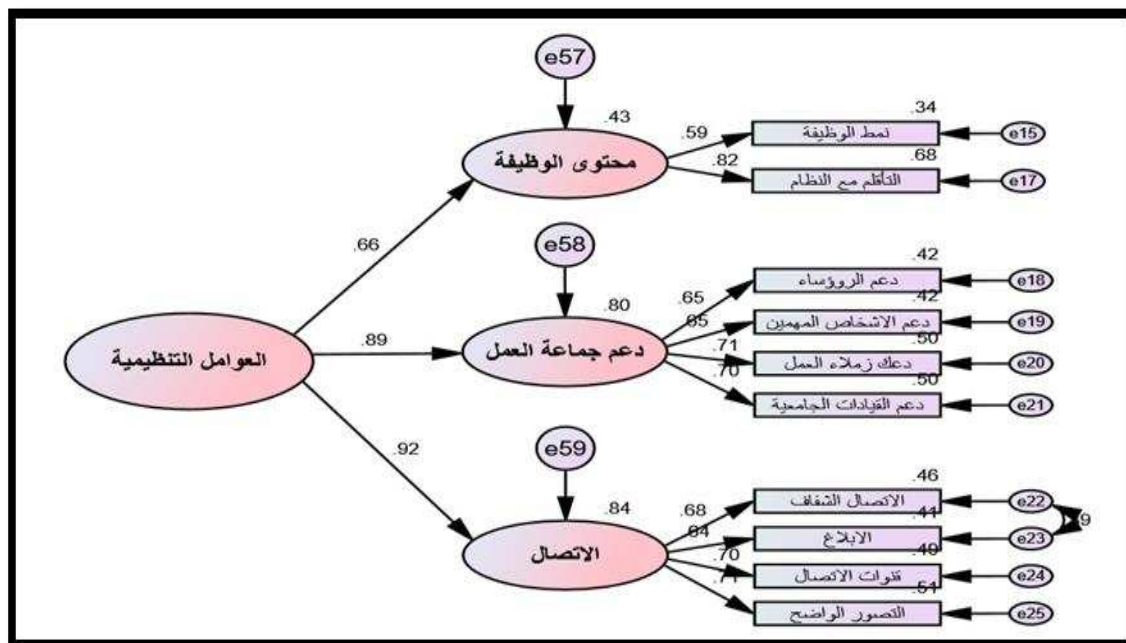 e57
.43
.34
.59
نمط الوظيفة
e15
محتوى الوظيفة
.68
.82
التأقلم مع النظام
e17
.66
e58
.42
.80
.65
دعم الروؤساء
e18
.42
.65
دعم الاشخاص المهمين
e19
العوامل التنظيمية
.89
دعم جماعة العمل
.50
.71
دعك زملاء العمل
e20
.50
.70
دعم القيادات الجامعية
e21
.92
e59
.46
.84
.68
الاتصال الشفاف
e22
.41
.64
الابلاغ
e23
9
الاتصال
.49
.70
قنوات الاتصال
e24
.51
.71
التصور الواضح
e25